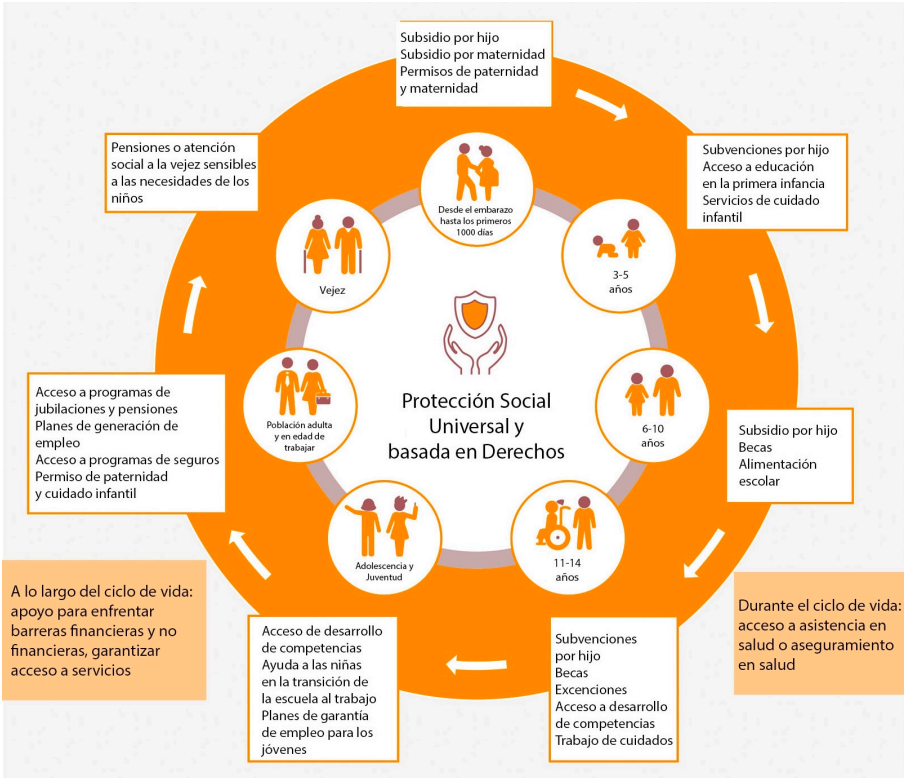 Subsidio por hijo
Subsidio por maternidad
Permisos de paternidad
y maternidad
Desde el embarazo
hasta los primeros
1000 días
Subvenciones por hijo
Acceso a educación
en la primera infancia
Servicios de cuidado
infantil
3-5
años
Subsidio por hijo
Becas
Alimentación
escolar
6-10
años
Subvenciones
por hijo
Becas
Excenciones
Acceso a desarrollo
de competencias
Trabajo de cuidados
11-14
años
Acceso de desarrollo
de competencias
Ayuda a las niñas
en la transición de
la escuela al trabajo
Planes de garantía
de empleo para los
jóvenes
Adolescencia y
Juventud
Acceso a programas de
jubilaciones y pensiones
Planes de generación de
empleo
Acceso a programas de seguros
Permiso de paternidad
y cuidado infantil
Población adulta
y en edad de
trabajar
Pensiones o atención
social a la vejez sensibles
a las necesidades de los
niños
Vejez
Protección Social
Universal y
basada en Derechos
A lo largo del ciclo de vida:
apoyo para enfrentar
barreras financieras y no
financieras, garantizar
acceso a servicios
Durante el ciclo de vida:
acceso a asistencia en
salud o aseguramiento
en salud